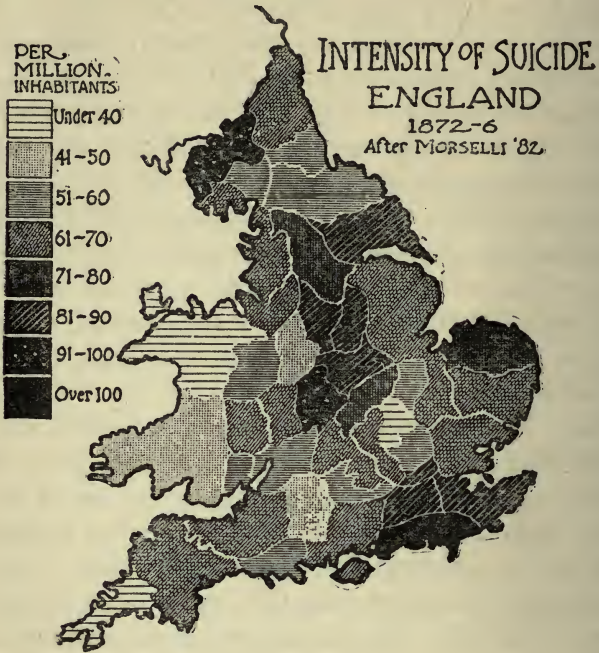 INTENSITY OF SUICIDE
ENGLAND
1872-6
After MORSELLI '82
PER
MILLION
INHABITANTS
Under 40
41-50
51-60
61-70
71-80
81-90
91-100
Over 100